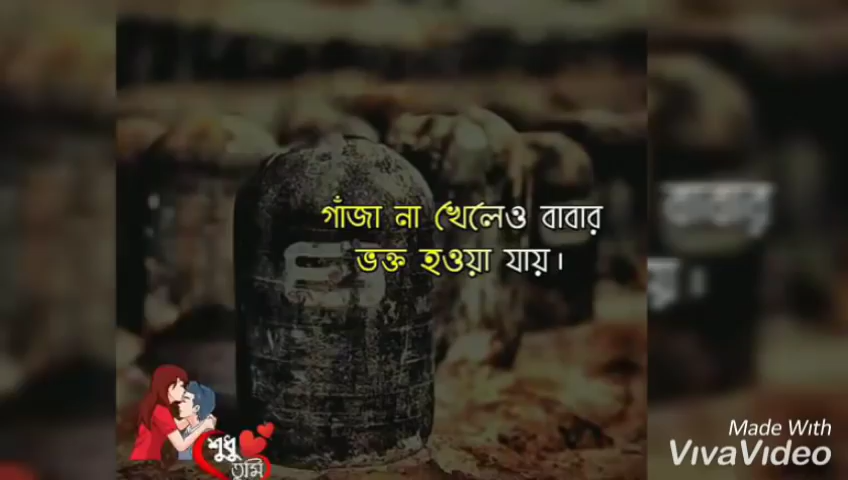 গাঁজা না খেলেও বাবার
ভক্ত হওয়া যায়।
শুধু
তুমি
Made With
VivaVideo